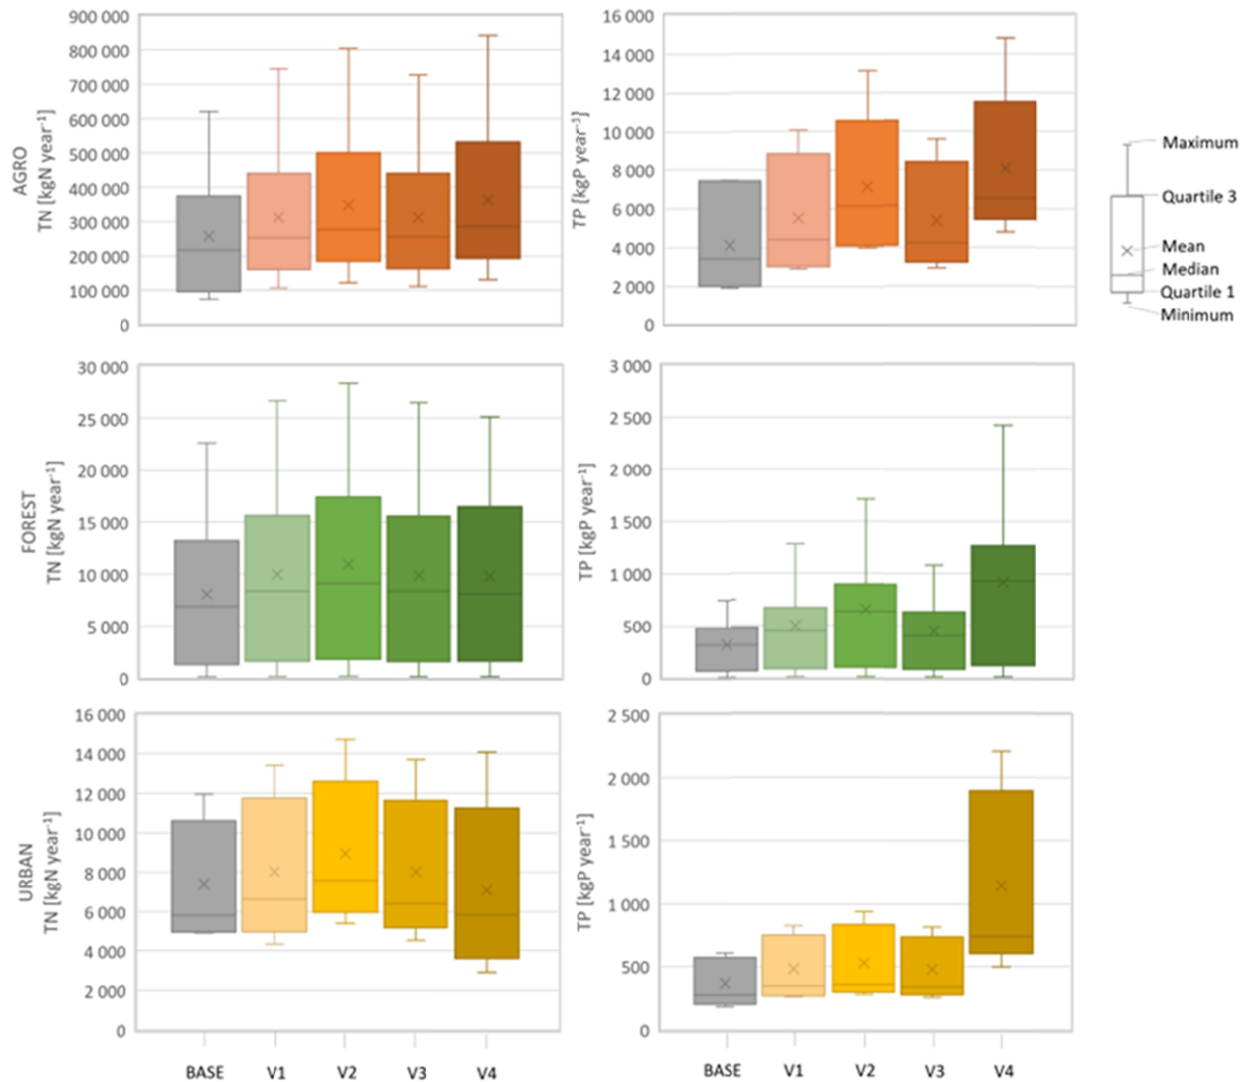 900 000
800 000
700 000
600 000
500 000
400 000
300 000
200 000
100 000
0
AGRO
TN [kgN year-1]
16 000
14 000
12 000
10 000
8 000
6 000
4 000
2 000
0
TP [kgP year-1]
Maximum
Quartile 3
Mean
Median
Quartile 1
Minimum
30 000
25 000
20 000
15 000
10 000
5 000
0
FOREST
TN [kgN year-1]
3 000
2 500
2 000
1 500
1 000
500
0
TP [kgP year-1]
16 000
14 000
12 000
10 000
8 000
6 000
4 000
2 000
0
URBAN
TN [kgN year-1]
2 500
2 000
1 500
1 000
500
0
TP [kgP year-1]
BASE V1 V2 V3 V4
BASE V1 V2 V3 V4